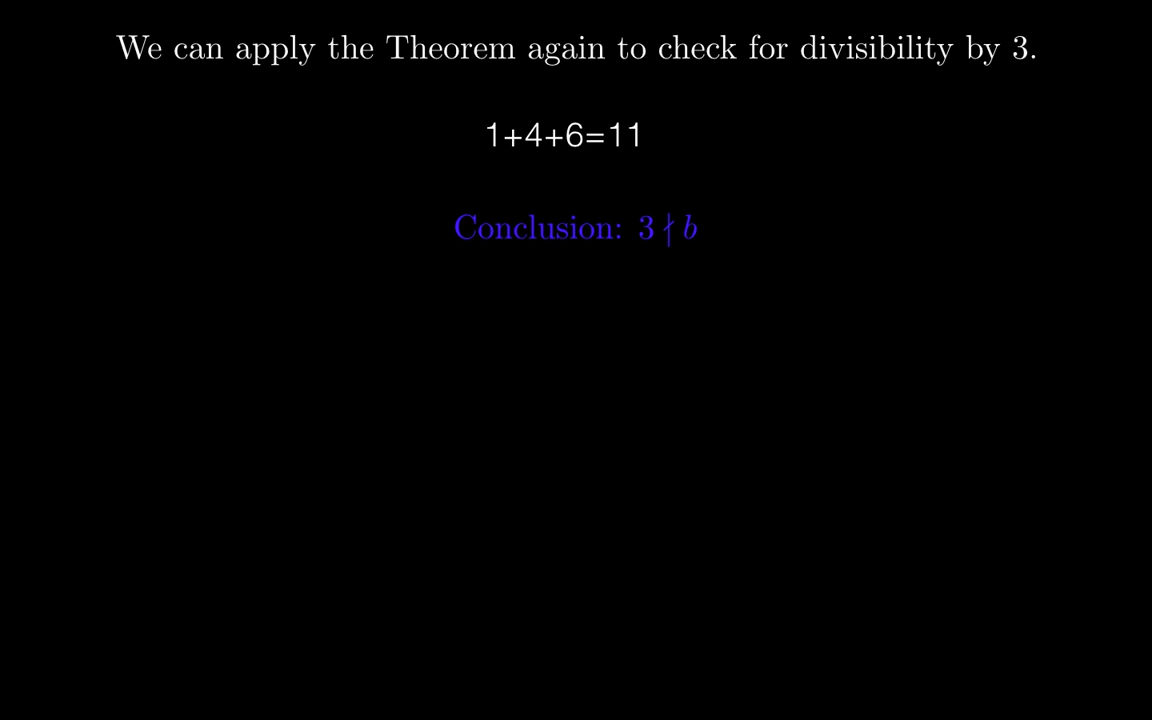 We can apply the Theorem again to check for divisibility by 3.
1+4+6=11
Conclusion: 3 ∤ b